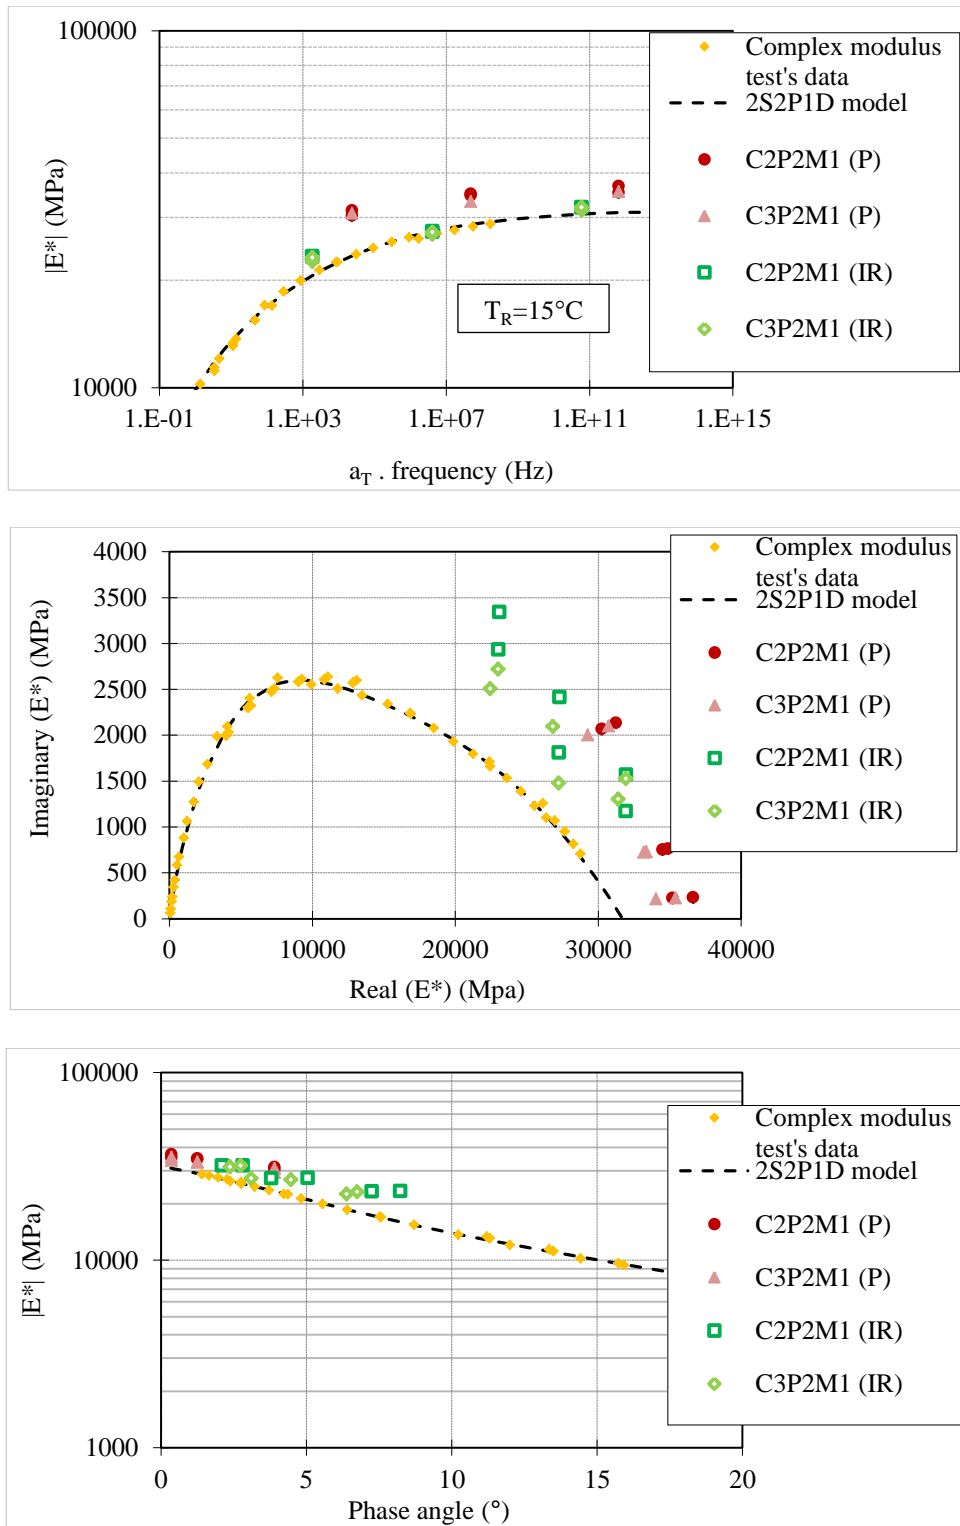 100000
10000
|E*| (MPa)
1.E-01
1.E+03
1.E+07
1.E+11
1.E+15
a_T . frequency (Hz)
T_R=15°C
Complex modulus
test's data
2S2P1D model
C2P2M1 (P)
C3P2M1 (P)
C2P2M1 (IR)
C3P2M1 (IR)
4000
3500
3000
2500
2000
1500
1000
500
0
Imaginary (E*) (MPa)
0
10000
20000
30000
40000
Real (E*) (Mpa)
Complex modulus
test's data
2S2P1D model
C2P2M1 (P)
C3P2M1 (P)
C2P2M1 (IR)
C3P2M1 (IR)
100000
10000
1000
|E*| (MPa)
0
5
10
15
20
Phase angle (°)
Complex modulus
test's data
2S2P1D model
C2P2M1 (P)
C3P2M1 (P)
C2P2M1 (IR)
C3P2M1 (IR)